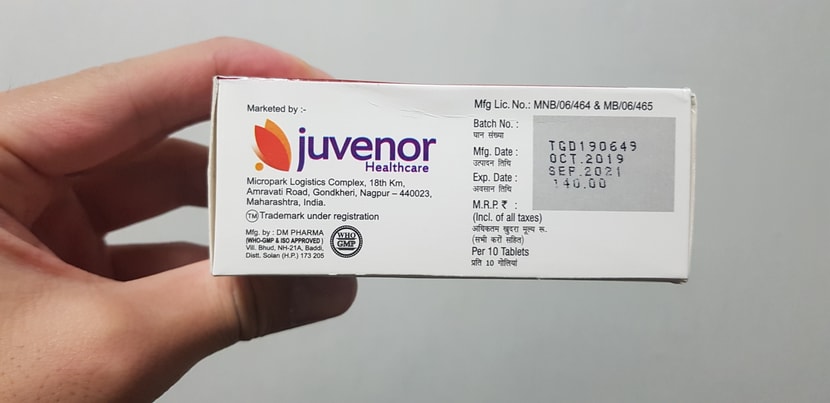 Marketed by :-
juvenor
Healthcare
Micropark Logistics Complex, 18th Km,
Amravati Road, Gondkheri, Nagpur – 440023,
Maharashtra, India.
TM Trademark under registration
Mfg. by : DM PHARMA
(WHO-GMP & ISO APPROVED)
Vill. Bhud, NH-21A, Baddi,
Distt. Solan (H.P.) 173 205
WHO
GMP
Mfg Lic. No.: MNB/06/464 & MB/06/465
Batch No. :
यान संख्या
TGD190649
Mfg. Date :
उत्पादन तिथि
OCT.2019
Exp. Date :
अवसान तिथि
SEP.2021
M.R.P. ₹ :
140.00
(Incl. of all taxes)
अधिकतम खुदरा मूल्य रू.
(सभी करों सहित)
Per 10 Tablets
प्रति 10 गोलियां